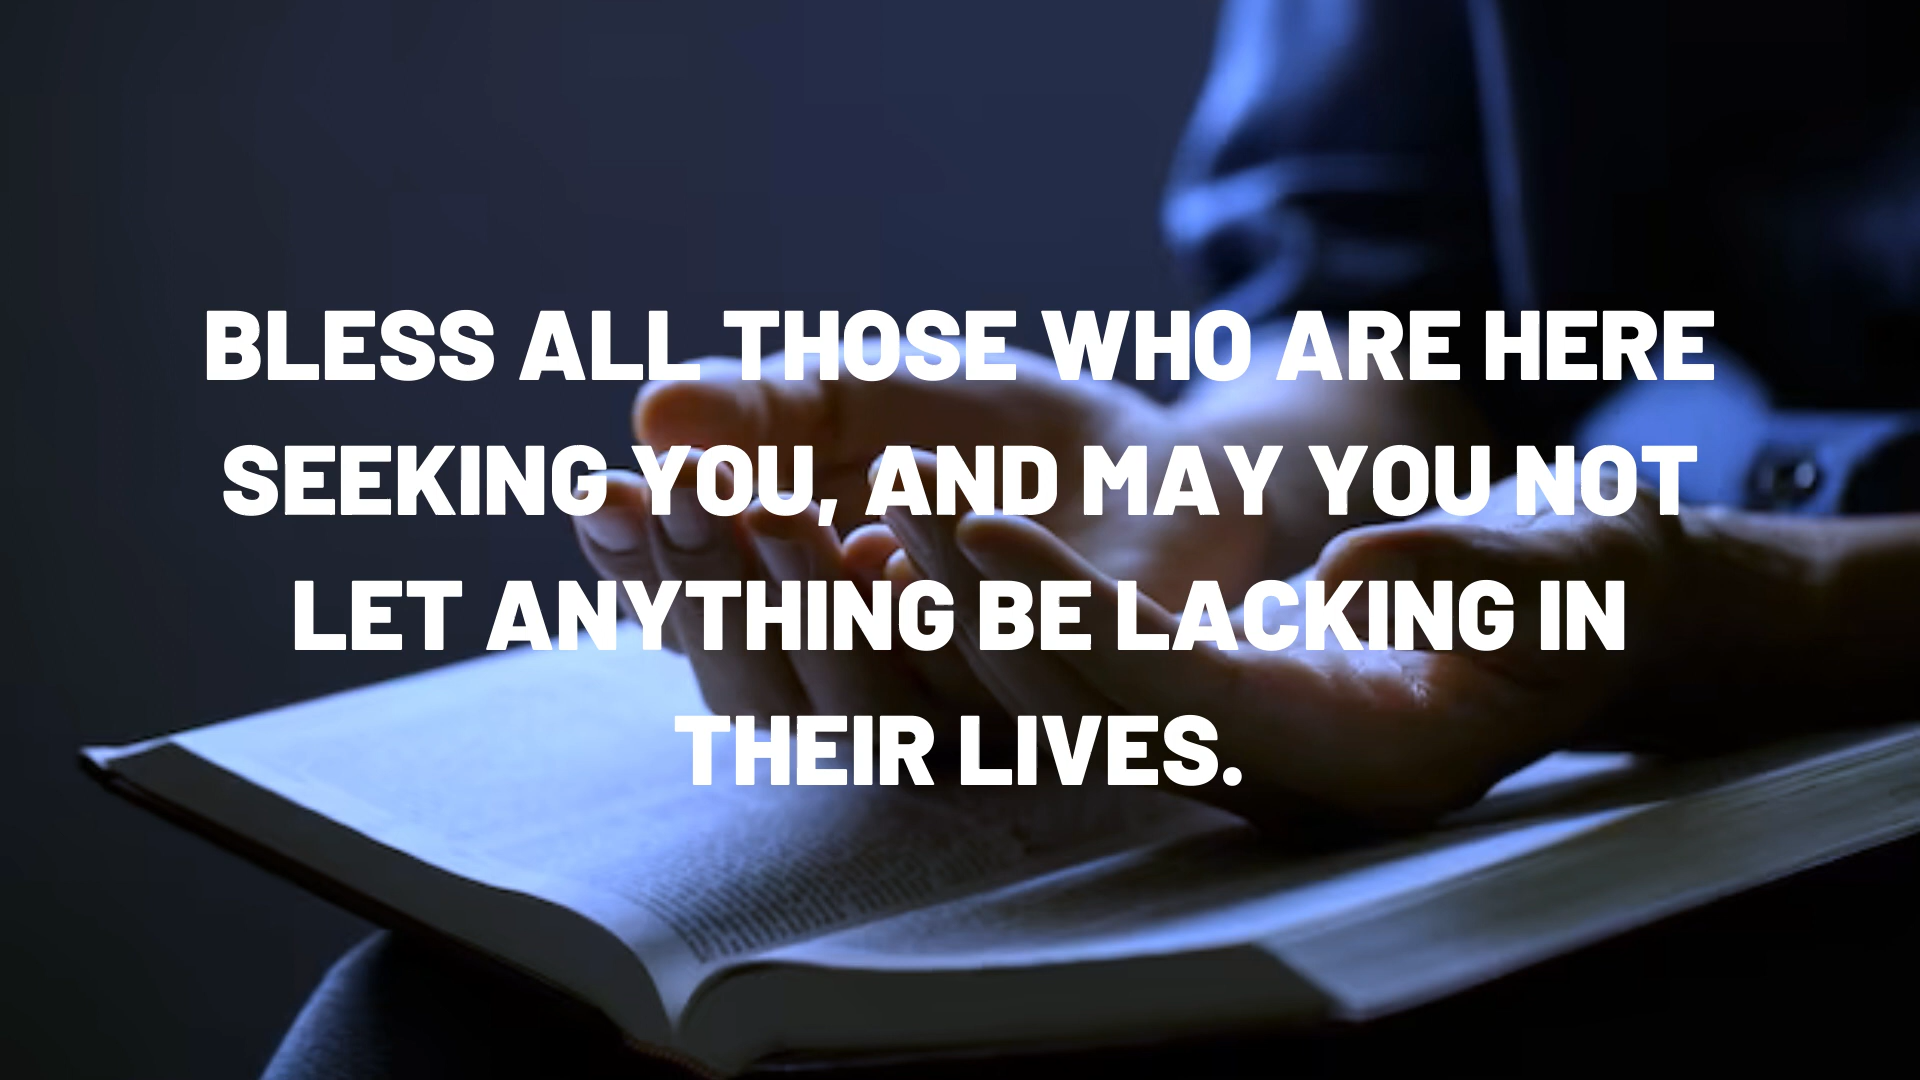 BLESS ALL THOSE WHO ARE HERE
SEEKING YOU, AND MAY YOU NOT
LET ANYTHING BE LACKING IN
THEIR LIVES.